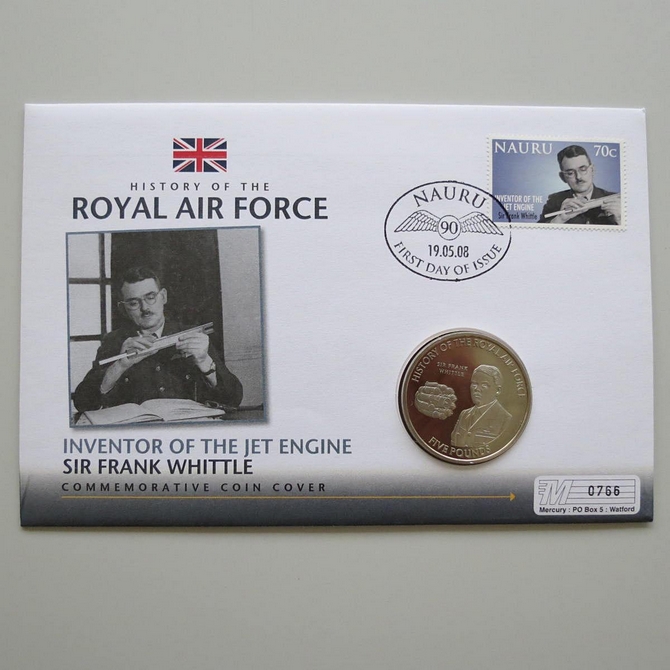 HISTORY OF THE
ROYAL AIR FORCE
INVENTOR OF THE JET ENGINE
SIR FRANK WHITTLE
COMMEMORATIVE COIN COVER
NAURU 70c
INVENTOR OF THE
JET ENGINE
Sir Frank Whittle
NAURU
90
19.05.08
FIRST DAY OF ISSUE
HISTORY OF THE ROYAL AIR FORCE
SIR FRANK
WHITTLE
FIVE POUNDS
M 0766
Mercury : PO Box 5 : Watford